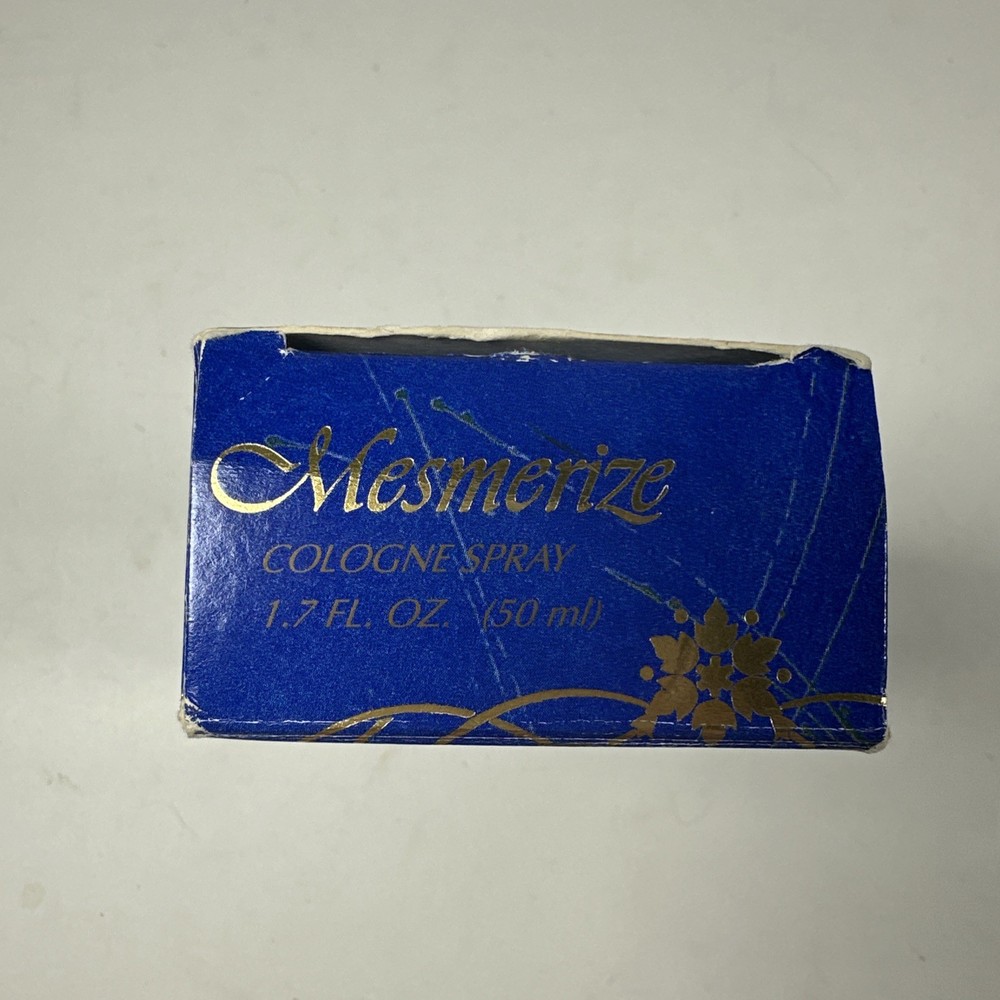 Mesmerize
COLOGNE SPRAY
1.7 FL. OZ. (50 ml)